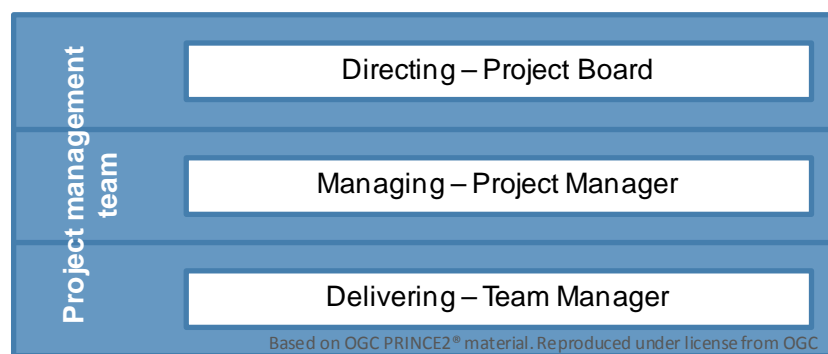 Project management
team
Directing – Project Board
Managing – Project Manager
Delivering – Team Manager
Based on OGC PRINCE2® material. Reproduced under license from OGC